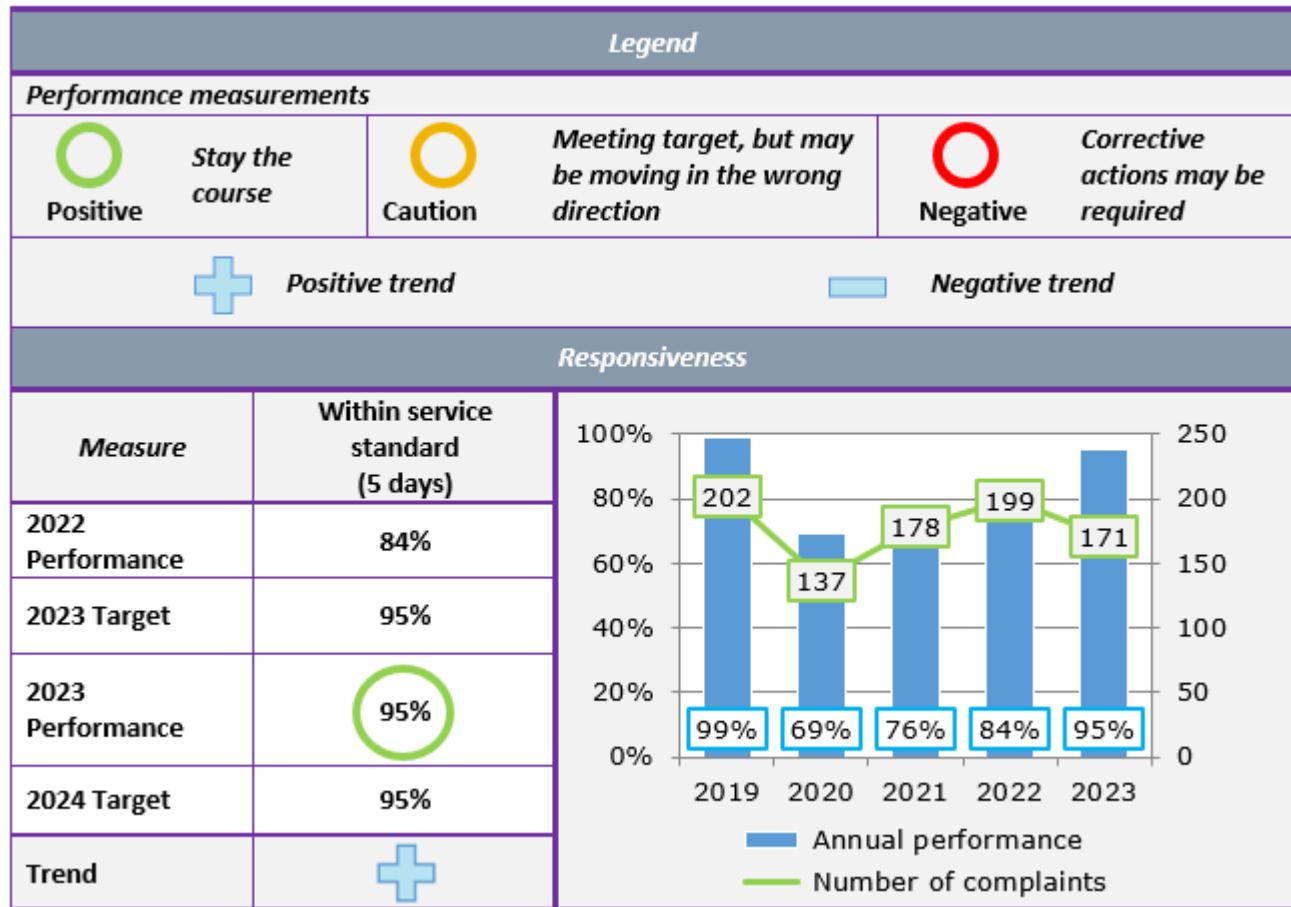 Legend
Performance measurements
Positive
Stay the
course
Caution
Meeting target, but may
be moving in the wrong
direction
Negative
Corrective
actions may be
required
Positive trend
Negative trend
Responsiveness
Measure
Within service
standard
(5 days)
2022
Performance
84%
2023 Target
95%
2023
Performance
95%
2024 Target
95%
Trend
100%
80%
60%
40%
20%
0%
250
200
150
100
50
0
202
137
178
199
171
99%
69%
76%
84%
95%
2019
2020
2021
2022
2023
Annual performance
Number of complaints